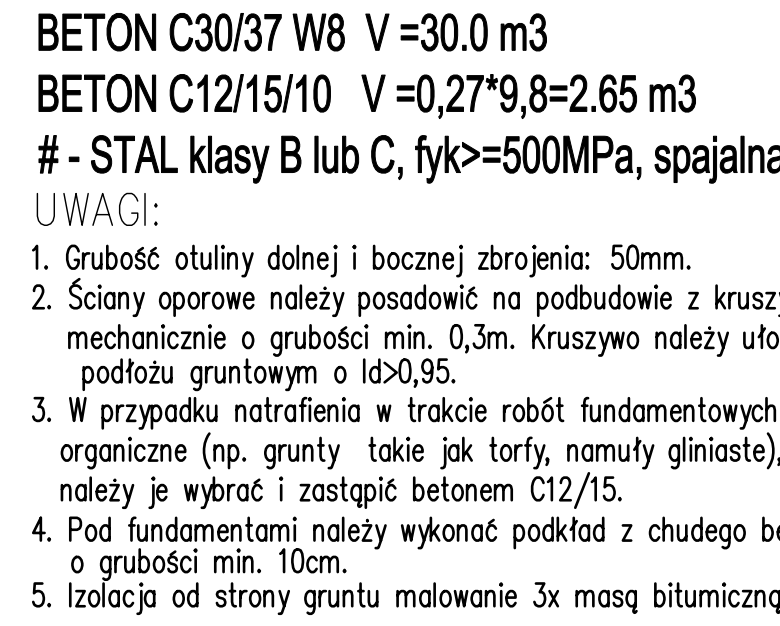 BETON C30/37 W8 V =30.0 m3
BETON C12/15/10 V =0,27*9,8=2.65 m3
# - STAL klasy B lub C, fyk>=500MPa, spajalna
UWAGI:
1. Grubość otuliny dolnej i bocznej zbrojenia: 50mm.
2. Ściany oporowe należy posadowić na podbudowie z kruszy
mechanicznie o grubości min. 0,3m. Kruszywo należy uło
podłożu gruntowym o Id>0,95.
3. W przypadku natrafienia w trakcie robót fundamentowych
organiczne (np. grunty takie jak torfy, namuły gliniaste),
należy je wybrać i zastąpić betonem C12/15.
4. Pod fundamentami należy wykonać podkład z chudego be
o grubości min. 10cm.
5. Izolacja od strony gruntu malowanie 3x masą bitumiczną